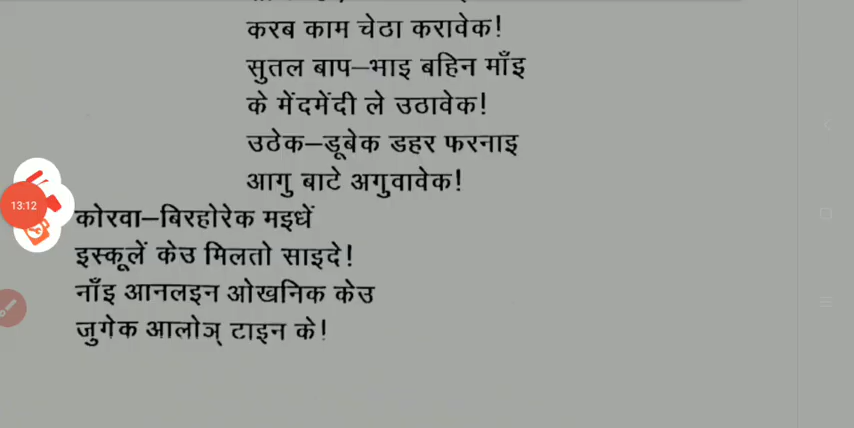 करब काम चेठा करावेक!
सुतल बाप–भाइ बहिन माँइ
के मेंदमेंदी ले उठावेक!
उठेक–डूबेक डहर फरनाइ
आगु बाटे अगुवावेक!
13:12
कोरवा–बिरहोरेक मइधें
इस्कूलें केउ मिलतो साइदे!
नाँइ आनलइन ओखनिक केउ
जुगेक आलोञ् टाइन के!